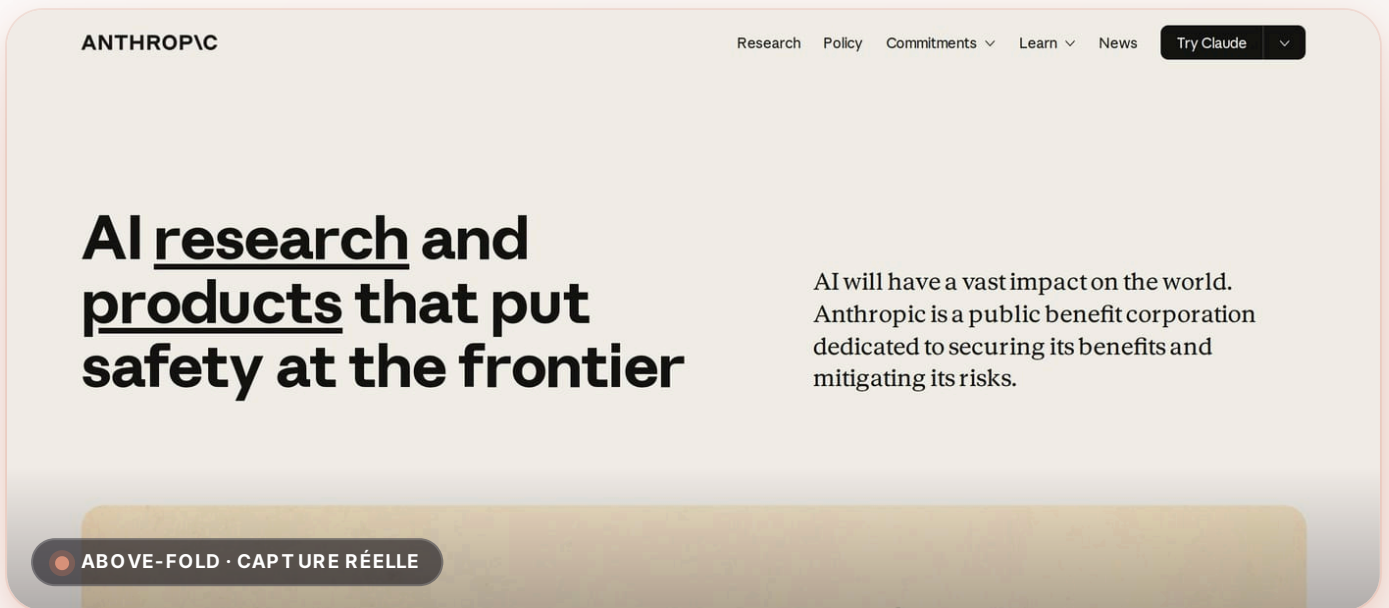 ANTHROP\C
Research Policy Commitments Learn News Try Claude
AI research and
products that put
safety at the frontier
AI will have a vast impact on the world.
Anthropic is a public benefit corporation
dedicated to securing its benefits and
mitigating its risks.
ABOVE-FOLD · CAPTURE RÉELLE